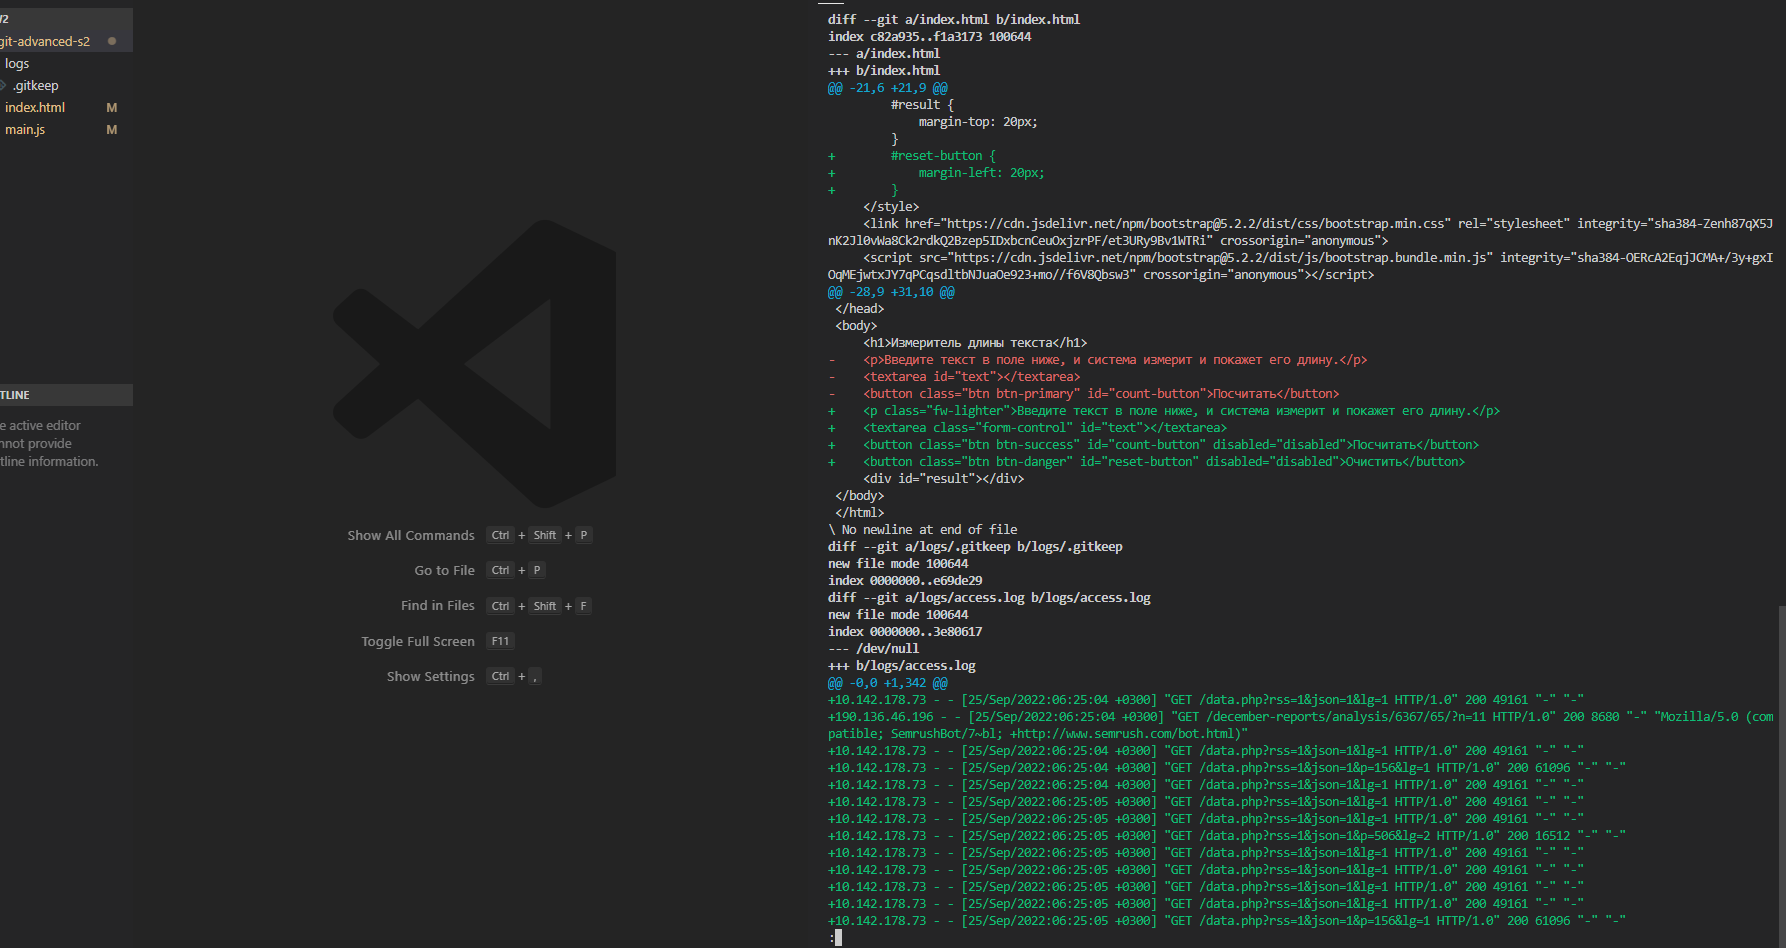 V2
git-advanced-s2
logs
.gitkeep
index.html M
main.js M
TLINE
e active editor
nnot provide
tline information.
Show All Commands Ctrl + Shift + P
Go to File Ctrl + P
Find in Files Ctrl + Shift + F
Toggle Full Screen F11
Show Settings Ctrl + ,
diff --git a/index.html b/index.html
index c82a935..f1a3173 100644
--- a/index.html
+++ b/index.html
@@ -21,6 +21,9 @@
#result {
margin-top: 20px;
}
+ #reset-button {
+ margin-left: 20px;
+ }
</style>
<link href="https://cdn.jsdelivr.net/npm/bootstrap@5.2.2/dist/css/bootstrap.min.css" rel="stylesheet" integrity="sha384-Zenh87qX5J
nK2Jl0vWa8Ck2rdkQ2Bzep5IDxbcnCeuOxjzrPF/et3URy9Bv1WTRi" crossorigin="anonymous">
<script src="https://cdn.jsdelivr.net/npm/bootstrap@5.2.2/dist/js/bootstrap.bundle.min.js" integrity="sha384-OERcA2EqjJCMA+/3y+gxI
OqMEjwtxJY7qPCqsdltbNJuaOe923+mo//f6V8Qbsw3" crossorigin="anonymous"></script>
@@ -28,9 +31,10 @@
</head>
<body>
<h1>Измеритель длины текста</h1>
- <p>Введите текст в поле ниже, и система измерит и покажет его длину.</p>
- <textarea id="text"></textarea>
- <button class="btn btn-primary" id="count-button">Посчитать</button>
+ <p class="fw-lighter">Введите текст в поле ниже, и система измерит и покажет его длину.</p>
+ <textarea class="form-control" id="text"></textarea>
+ <button class="btn btn-success" id="count-button" disabled="disabled">Посчитать</button>
+ <button class="btn btn-danger" id="reset-button" disabled="disabled">Очистить</button>
<div id="result"></div>
</body>
</html>
\ No newline at end of file
diff --git a/logs/.gitkeep b/logs/.gitkeep
new file mode 100644
index 0000000..e69de29
diff --git a/logs/access.log b/logs/access.log
new file mode 100644
index 0000000..3e80617
--- /dev/null
+++ b/logs/access.log
@@ -0,0 +1,342 @@
+10.142.178.73 - - [25/Sep/2022:06:25:04 +0300] "GET /data.php?rss=1&json=1&lg=1 HTTP/1.0" 200 49161 "-" "-"
+190.136.46.196 - - [25/Sep/2022:06:25:04 +0300] "GET /december-reports/analysis/6367/65/?n=11 HTTP/1.0" 200 8680 "-" "Mozilla/5.0 (com
patible; SemrushBot/7~bl; +http://www.semrush.com/bot.html)"
+10.142.178.73 - - [25/Sep/2022:06:25:04 +0300] "GET /data.php?rss=1&json=1&lg=1 HTTP/1.0" 200 49161 "-" "-"
+10.142.178.73 - - [25/Sep/2022:06:25:04 +0300] "GET /data.php?rss=1&json=1&p=156&lg=1 HTTP/1.0" 200 61096 "-" "-"
+10.142.178.73 - - [25/Sep/2022:06:25:04 +0300] "GET /data.php?rss=1&json=1&lg=1 HTTP/1.0" 200 49161 "-" "-"
+10.142.178.73 - - [25/Sep/2022:06:25:05 +0300] "GET /data.php?rss=1&json=1&lg=1 HTTP/1.0" 200 49161 "-" "-"
+10.142.178.73 - - [25/Sep/2022:06:25:05 +0300] "GET /data.php?rss=1&json=1&lg=1 HTTP/1.0" 200 49161 "-" "-"
+10.142.178.73 - - [25/Sep/2022:06:25:05 +0300] "GET /data.php?rss=1&json=1&p=506&lg=2 HTTP/1.0" 200 16512 "-" "-"
+10.142.178.73 - - [25/Sep/2022:06:25:05 +0300] "GET /data.php?rss=1&json=1&lg=1 HTTP/1.0" 200 49161 "-" "-"
+10.142.178.73 - - [25/Sep/2022:06:25:05 +0300] "GET /data.php?rss=1&json=1&lg=1 HTTP/1.0" 200 49161 "-" "-"
+10.142.178.73 - - [25/Sep/2022:06:25:05 +0300] "GET /data.php?rss=1&json=1&lg=1 HTTP/1.0" 200 49161 "-" "-"
+10.142.178.73 - - [25/Sep/2022:06:25:05 +0300] "GET /data.php?rss=1&json=1&lg=1 HTTP/1.0" 200 49161 "-" "-"
+10.142.178.73 - - [25/Sep/2022:06:25:05 +0300] "GET /data.php?rss=1&json=1&p=156&lg=1 HTTP/1.0" 200 61096 "-" "-"
: